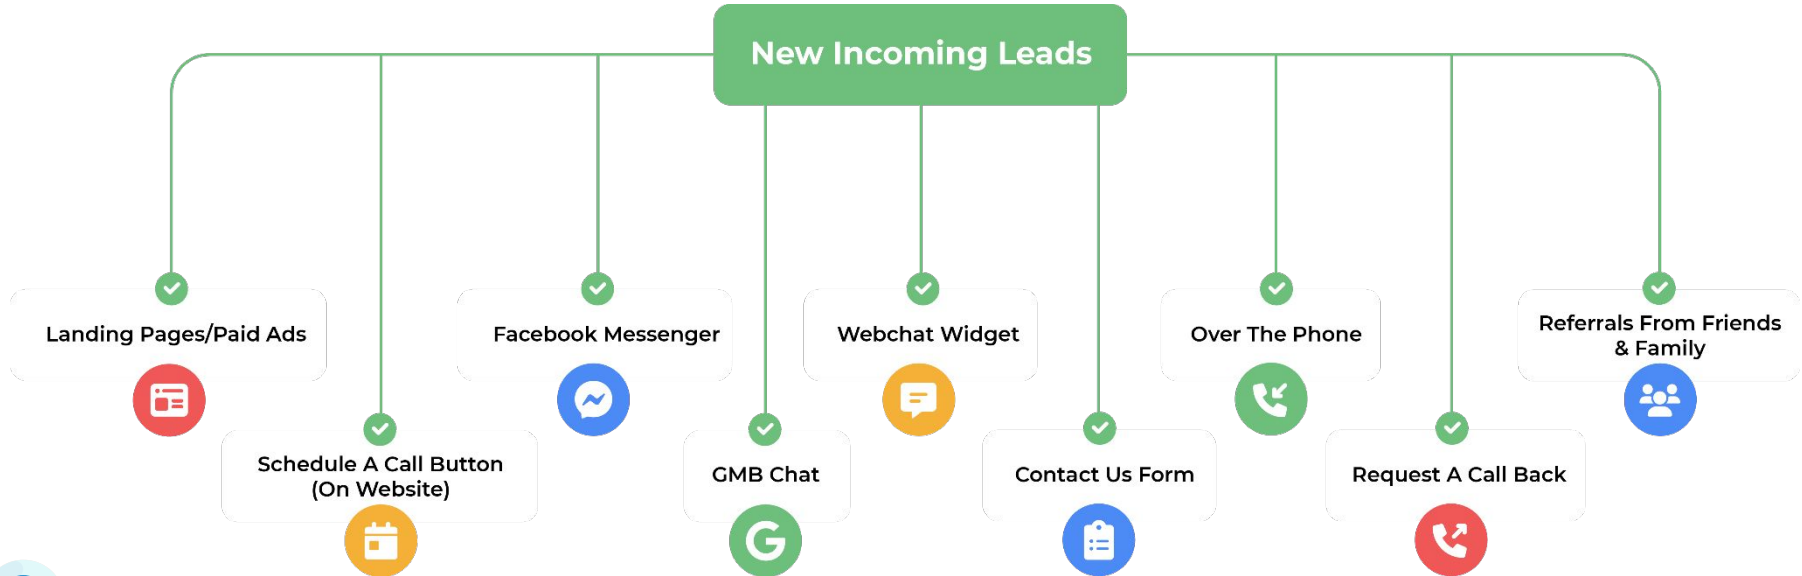 New Incoming Leads
Landing Pages/Paid Ads
Facebook Messenger
Webchat Widget
Over The Phone
Referrals From Friends
& Family
Schedule A Call Button
(On Website)
GMB Chat
Contact Us Form
Request A Call Back